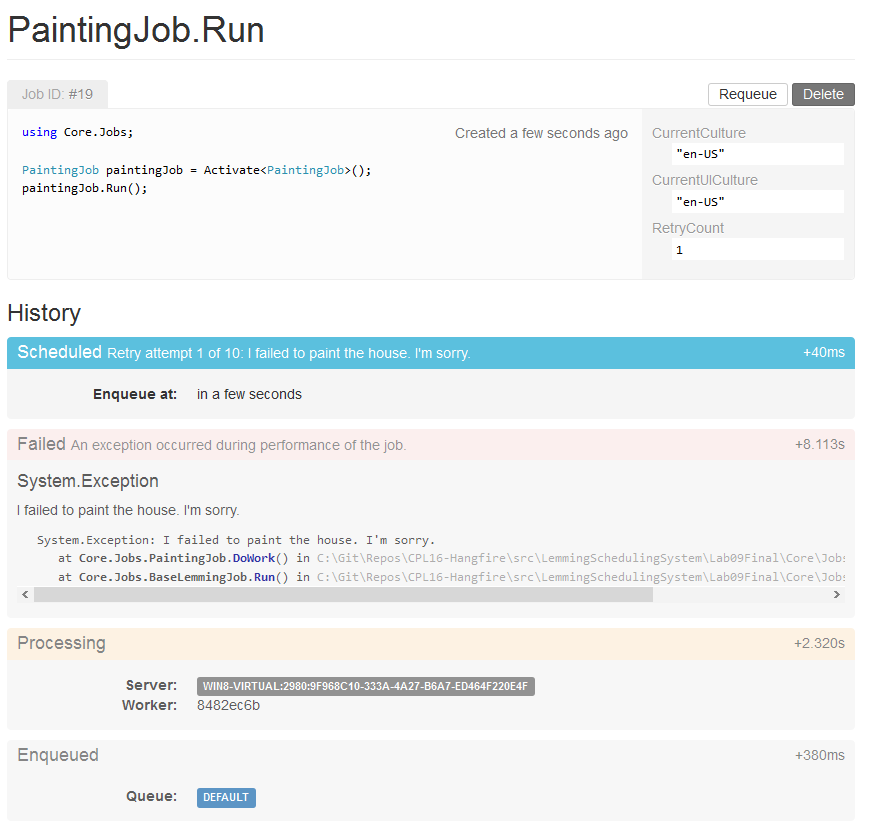 PaintingJob.Run
Job ID: #19
Requeue
Delete
using Core.Jobs;
Created a few seconds ago
PaintingJob paintingJob = Activate<PaintingJob>();
paintingJob.Run();
CurrentCulture
"en-US"
CurrentUICulture
"en-US"
RetryCount
1
History
Scheduled Retry attempt 1 of 10: I failed to paint the house. I'm sorry. +40ms
Enqueue at: in a few seconds
Failed An exception occurred during performance of the job. +8.113s
System.Exception
I failed to paint the house. I'm sorry.
System.Exception: I failed to paint the house. I'm sorry.
at Core.Jobs.PaintingJob.DoWork() in C:\Git\Repos\CPL16-Hangfire\src\LemmingSchedulingSystem\Lab09Final\Core\Jobs
at Core.Jobs.BaseLemmingJob.Run() in C:\Git\Repos\CPL16-Hangfire\src\LemmingSchedulingSystem\Lab09Final\Core\Jobs
Processing +2.320s
Server: WIN8-VIRTUAL:2980:9F968C10-333A-4A27-B6A7-ED464F220E4F
Worker: 8482ec6b
Enqueued +380ms
Queue: DEFAULT